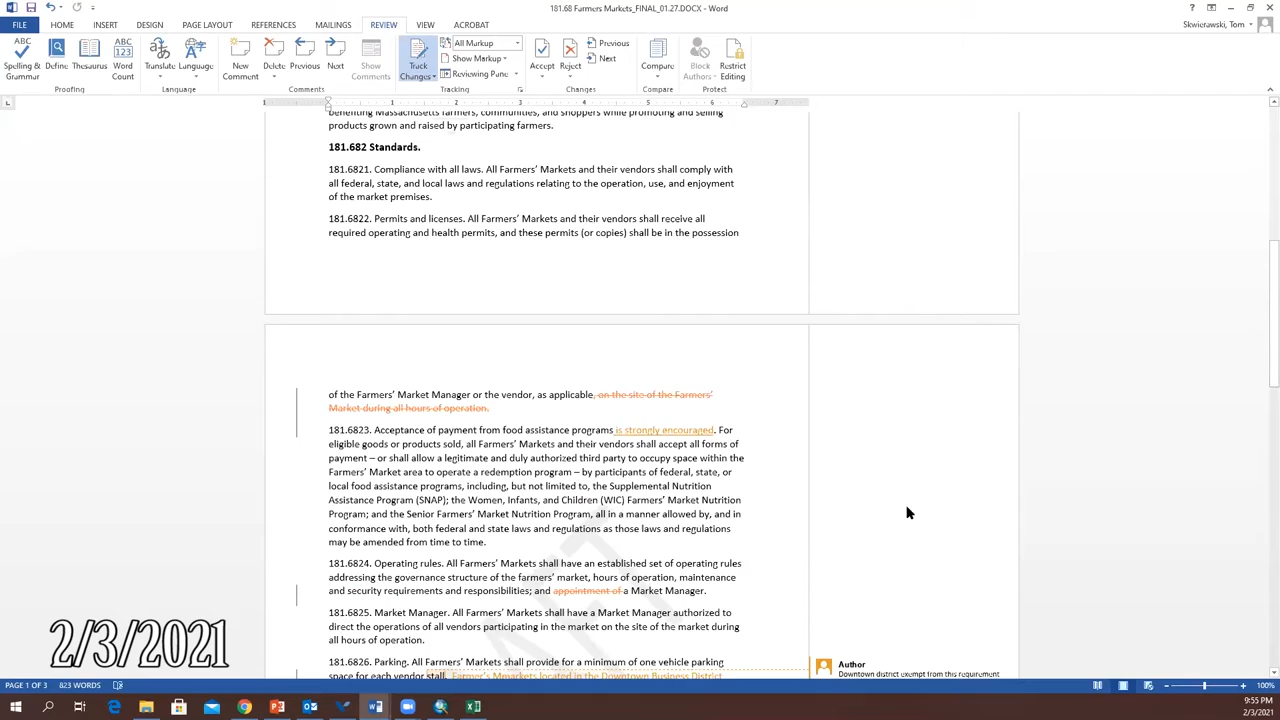 181.68 Farmers Markets_FINAL_01.27.DOCX - Word
FILE HOME INSERT DESIGN PAGE LAYOUT REFERENCES MAILINGS REVIEW VIEW ACROBAT
Skwierawski, Tom
ABC Spelling & Grammar
Define
Thesaurus
ABC 123 Word Count
Translate
Language
New Comment
Delete
Previous
Next
Show Comments
Track Changes
All Markup
Show Markup
Reviewing Pane
Accept
Reject
Previous
Next
Compare
Block Authors
Restrict Editing
Proofing Language Comments Tracking Changes Compare Protect
1 1 2 3 4 5 6 7
benefiting Massachusetts farmers, communities, and shoppers while promoting and selling
products grown and raised by participating farmers.
181.682 Standards.
181.6821. Compliance with all laws. All Farmers’ Markets and their vendors shall comply with
all federal, state, and local laws and regulations relating to the operation, use, and enjoyment
of the market premises.
181.6822. Permits and licenses. All Farmers’ Markets and their vendors shall receive all
required operating and health permits, and these permits (or copies) shall be in the possession
of the Farmers’ Market Manager or the vendor, as applicable, on the site of the Farmers’
Market during all hours of operation.
181.6823. Acceptance of payment from food assistance programs is strongly encouraged. For
eligible goods or products sold, all Farmers’ Markets and their vendors shall accept all forms of
payment – or shall allow a legitimate and duly authorized third party to occupy space within the
Farmers’ Market area to operate a redemption program – by participants of federal, state, or
local food assistance programs, including, but not limited to, the Supplemental Nutrition
Assistance Program (SNAP); the Women, Infants, and Children (WIC) Farmers’ Market Nutrition
Program; and the Senior Farmers’ Market Nutrition Program, all in a manner allowed by, and in
conformance with, both federal and state laws and regulations as those laws and regulations
may be amended from time to time.
181.6824. Operating rules. All Farmers’ Markets shall have an established set of operating rules
addressing the governance structure of the farmers’ market, hours of operation, maintenance
and security requirements and responsibilities; and appointment of a Market Manager.
181.6825. Market Manager. All Farmers’ Markets shall have a Market Manager authorized to
direct the operations of all vendors participating in the market on the site of the market during
all hours of operation.
181.6826. Parking. All Farmers’ Markets shall provide for a minimum of one vehicle parking
space for each vendor stall. Farmer’s Mmarkets located in the Downtown Business District
Author
Downtown district exempt from this requirement
2/3/2021
PAGE 1 OF 3 823 WORDS
100%
9:55 PM
2/3/2021